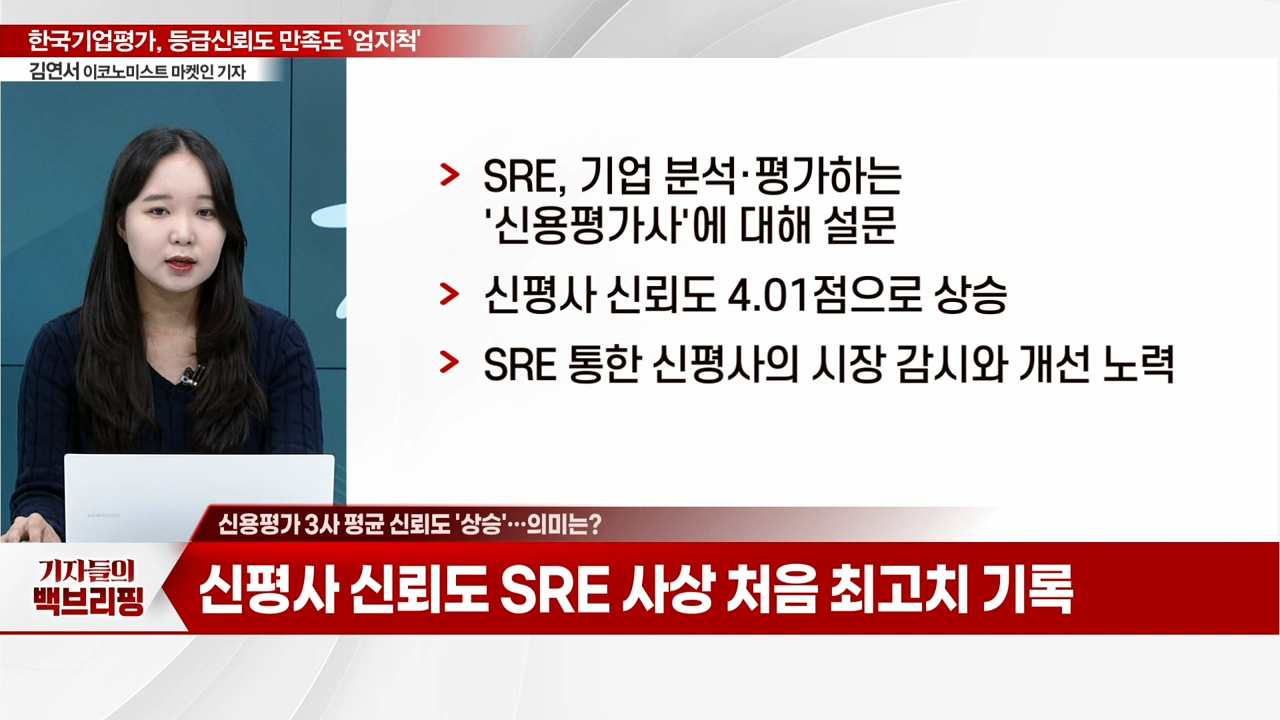 한국기업평가, 등급신뢰도 만족도 '엄지척'
김연서 이코노미스트 마켓인 기자
> SRE, 기업 분석·평가하는
'신용평가사'에 대해 설문
> 신평사 신뢰도 4.01점으로 상승
> SRE 통한 신평사의 시장 감시와 개선 노력
SAMSUNG
신용평가 3사 평균 신뢰도 '상승'…의미는?
기자들의
백브리핑
신평사 신뢰도 SRE 사상 처음 최고치 기록